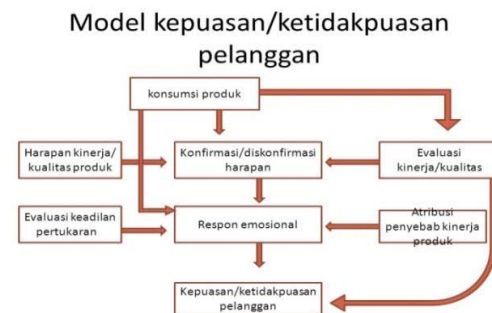 Model kepuasan/ketidakpuasan
pelanggan
konsumsi produk
Harapan kinerja/
kualitas produk
Konfirmasi/diskonfirmasi
harapan
Evaluasi
kinerja/kualitas
Evaluasi keadilan
pertukaran
Respon emosional
Atribusi
penyebab kinerja
produk
Kepuasan/ketidakpuasan
pelanggan